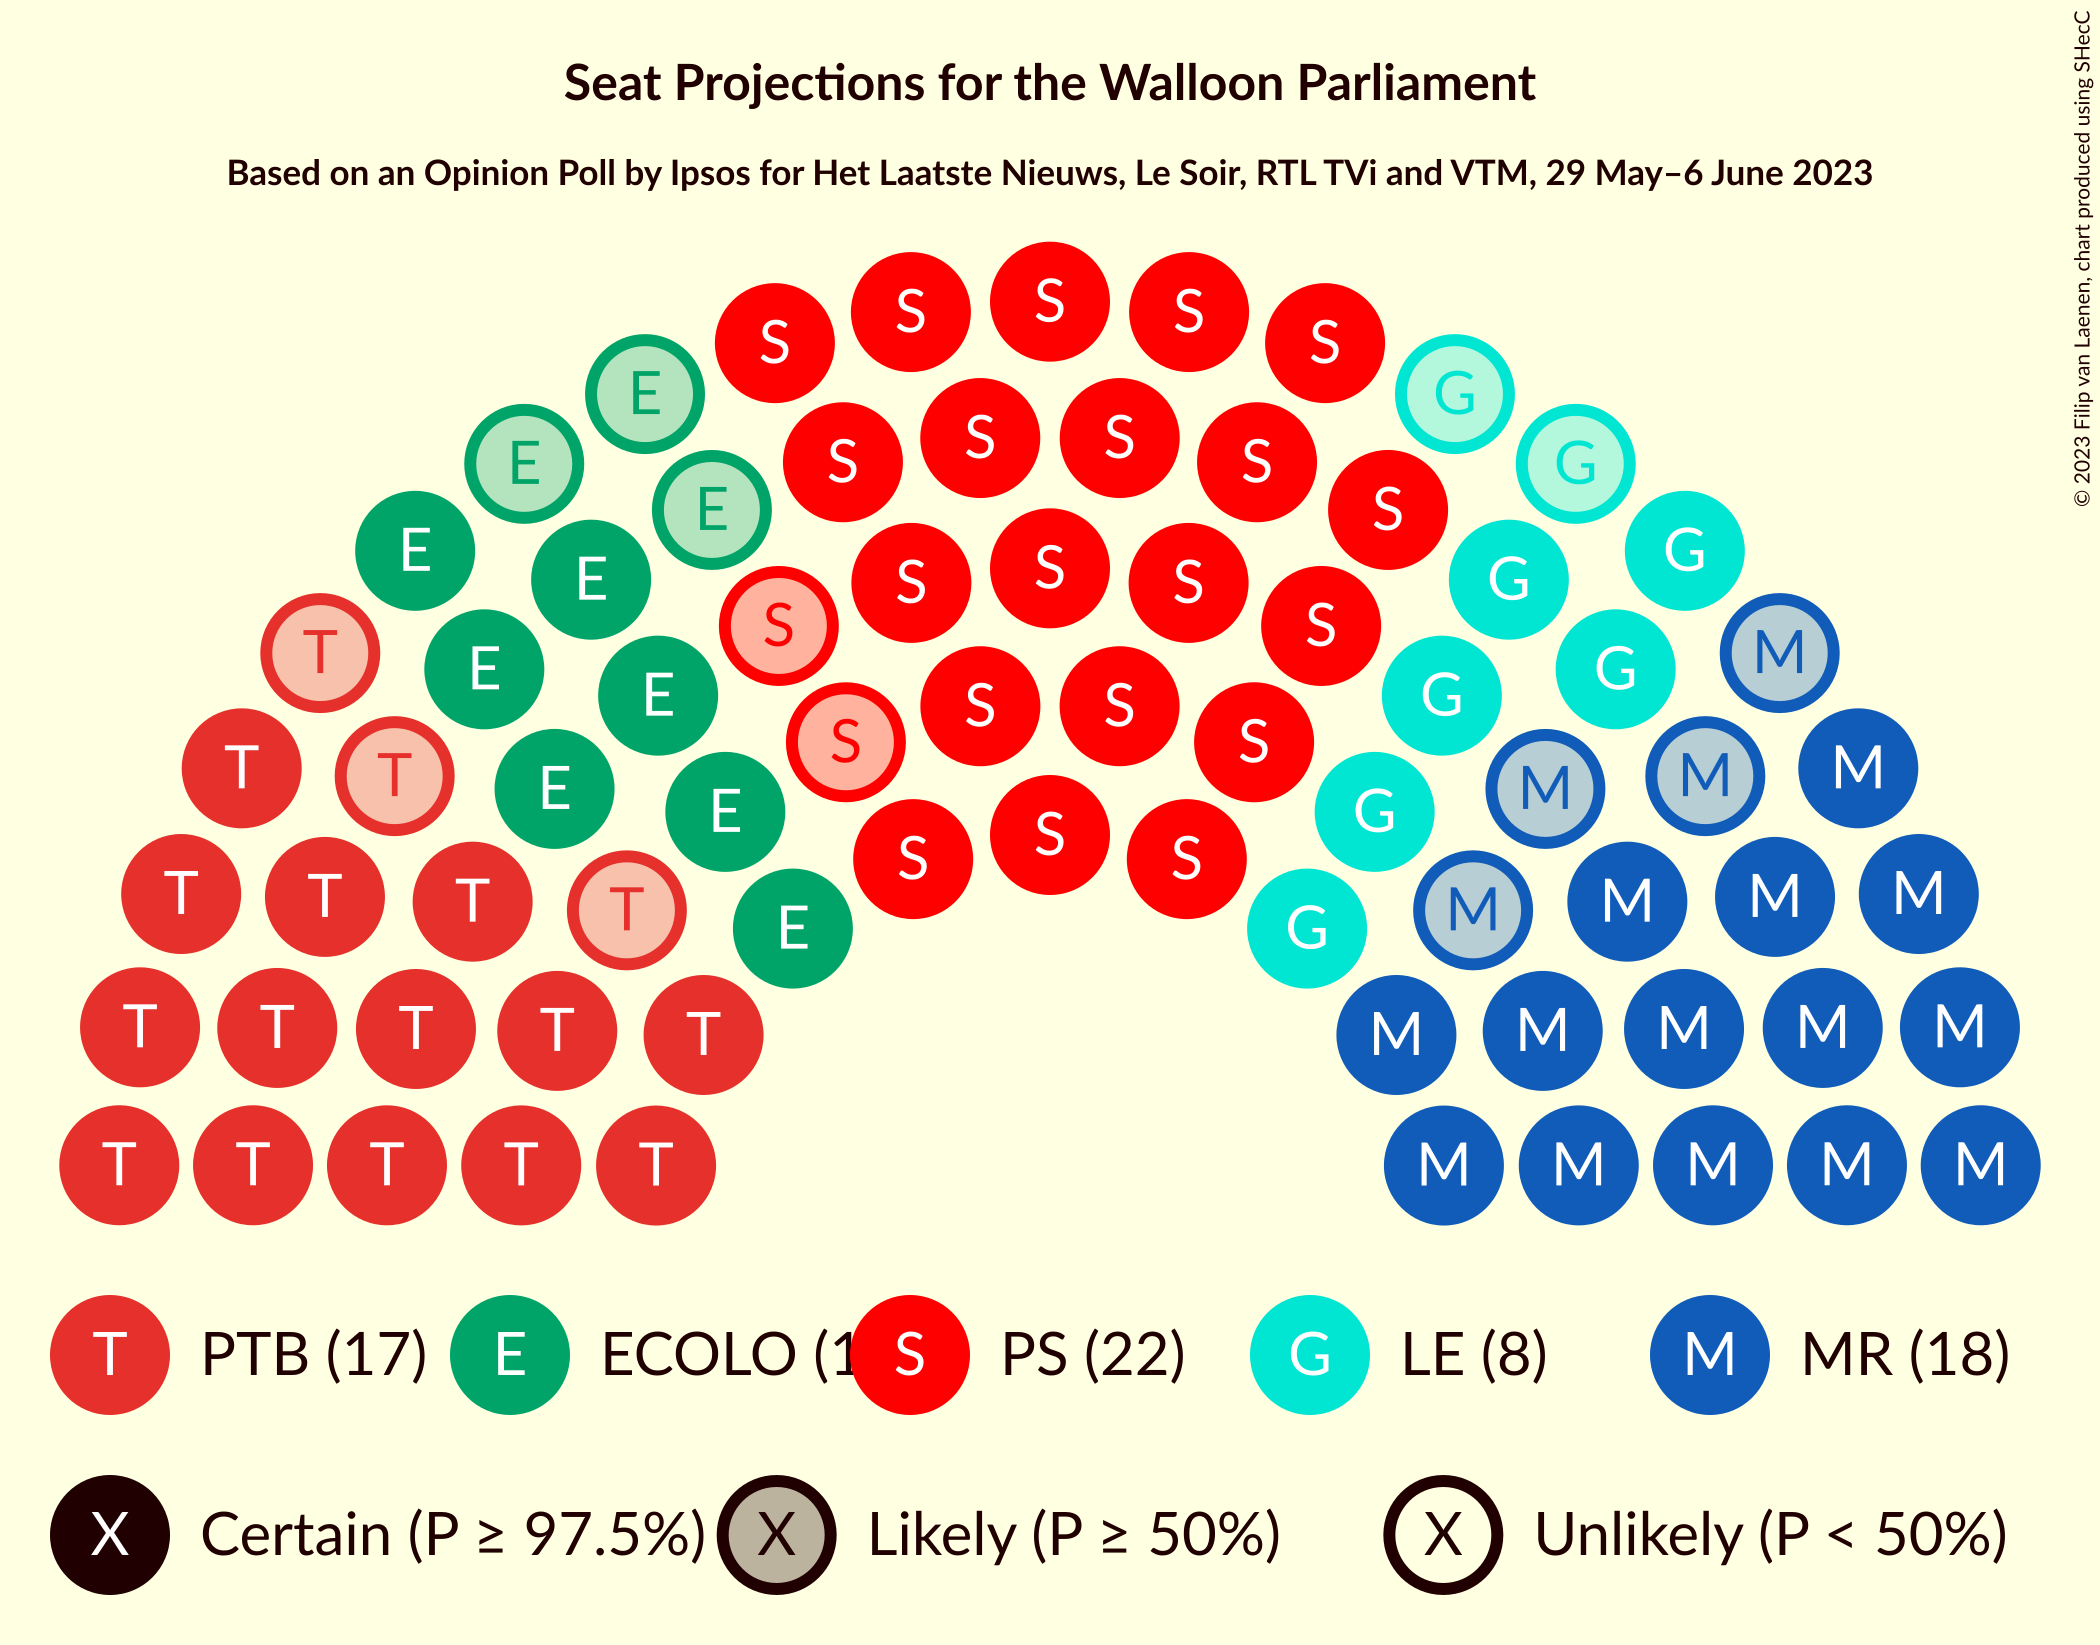 Seat Projections for the Walloon Parliament
Based on an Opinion Poll by Ipsos for Het Laatste Nieuws, Le Soir, RTL TVi and VTM, 29 May–6 June 2023
© 2023 Filip van Laenen, chart produced using SHecC
S S S S S
E G
S S
E S S G
E S
E G
S
E S S G
S S
T M
E G
E G
S S
S S
T M
T M
E M
E G
S
S S
T T T T M M M M
E G
T T T T T M M M M M
T T T T T M M M M M
T PTB (17) E ECOLO (1 S PS (22) G LE (8) M MR (18)
X Certain (P ≥ 97.5%) X Likely (P ≥ 50%) X Unlikely (P < 50%)